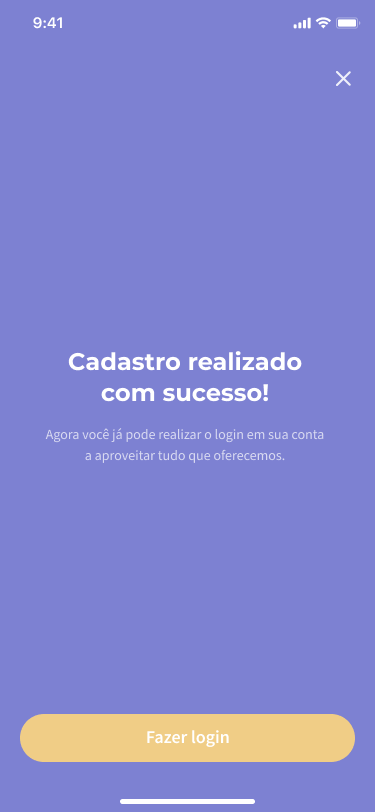 9:41
Cadastro realizado
com sucesso!
Agora você já pode realizar o login em sua conta
a aproveitar tudo que oferecemos.
Fazer login